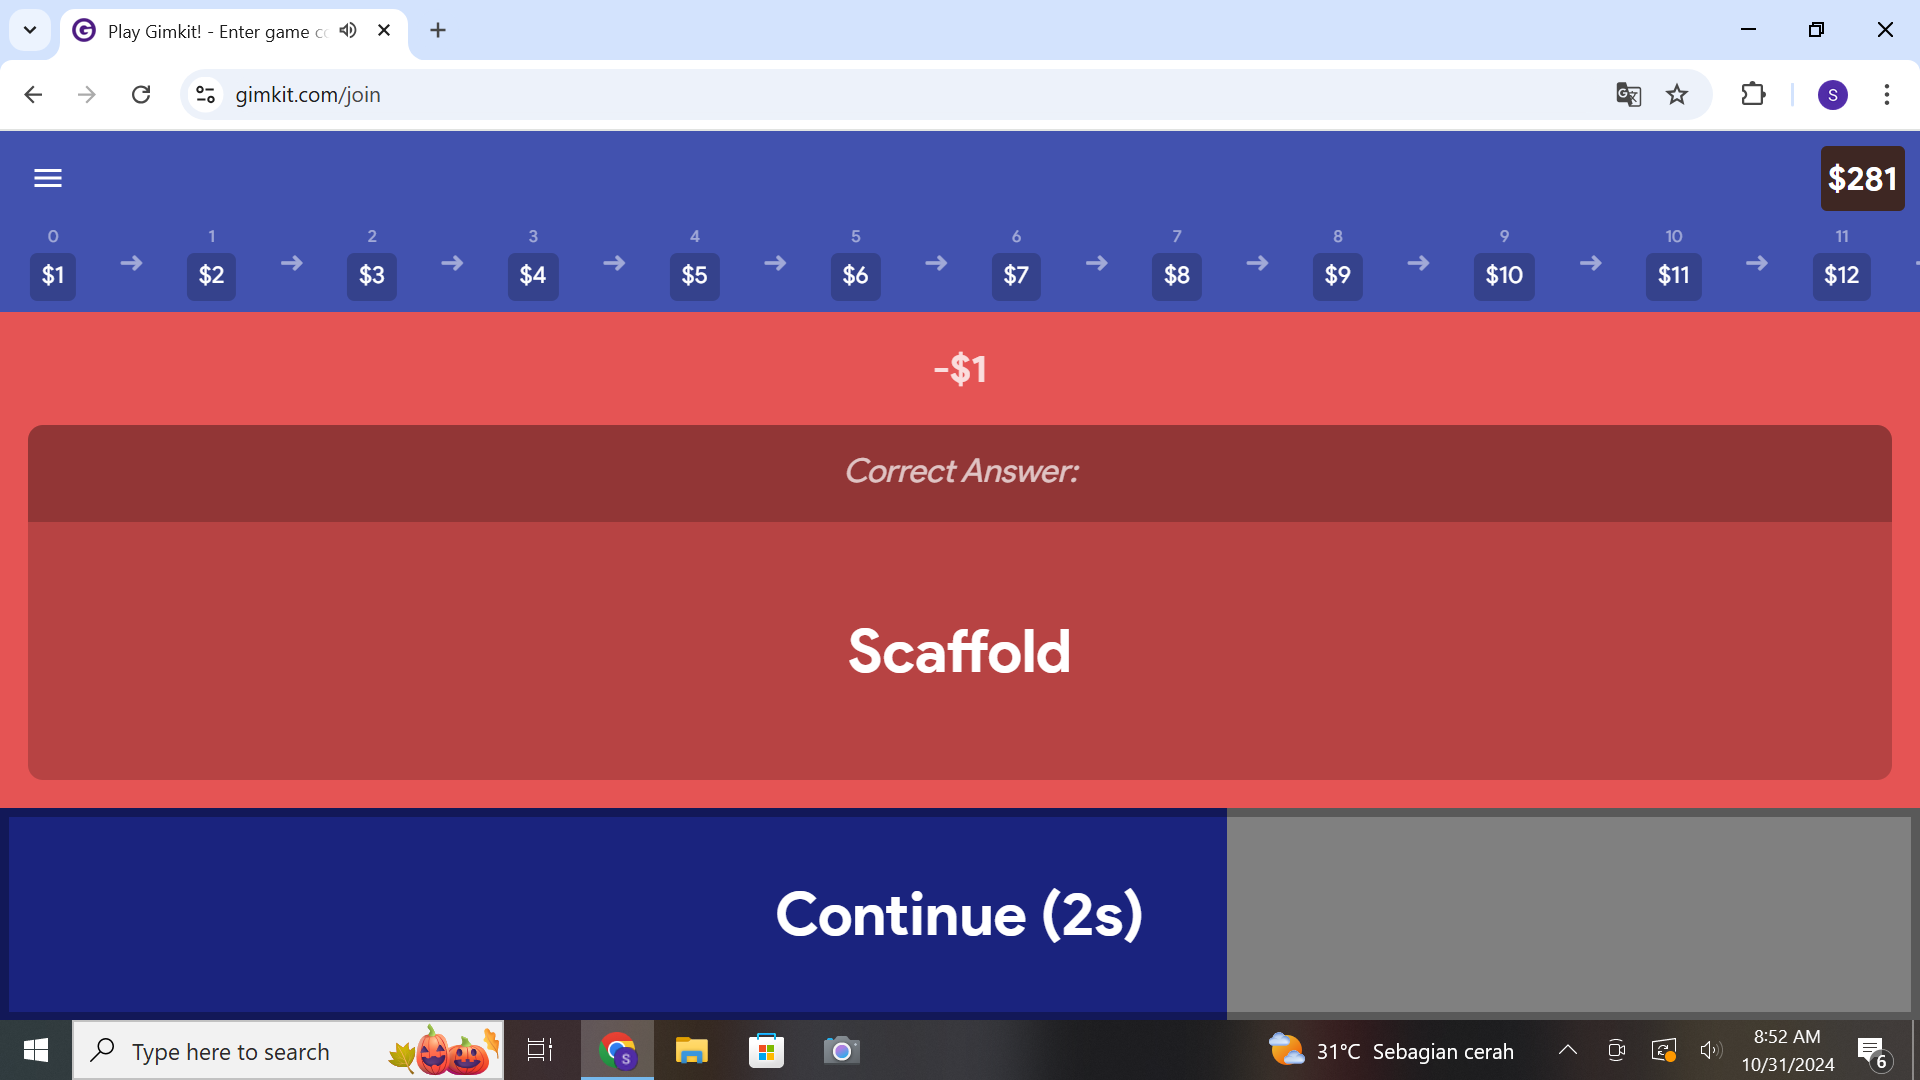 Play Gimkit! - Enter game c
gimkit.com/join
S
$281
0 1 2 3 4 5 6 7 8 9 10 11
$1 → $2 → $3 → $4 → $5 → $6 → $7 → $8 → $9 → $10 → $11 → $12
-$1
Correct Answer:
Scaffold
Continue (2s)
Type here to search
S
31°C Sebagian cerah
8:52 AM
10/31/2024
6